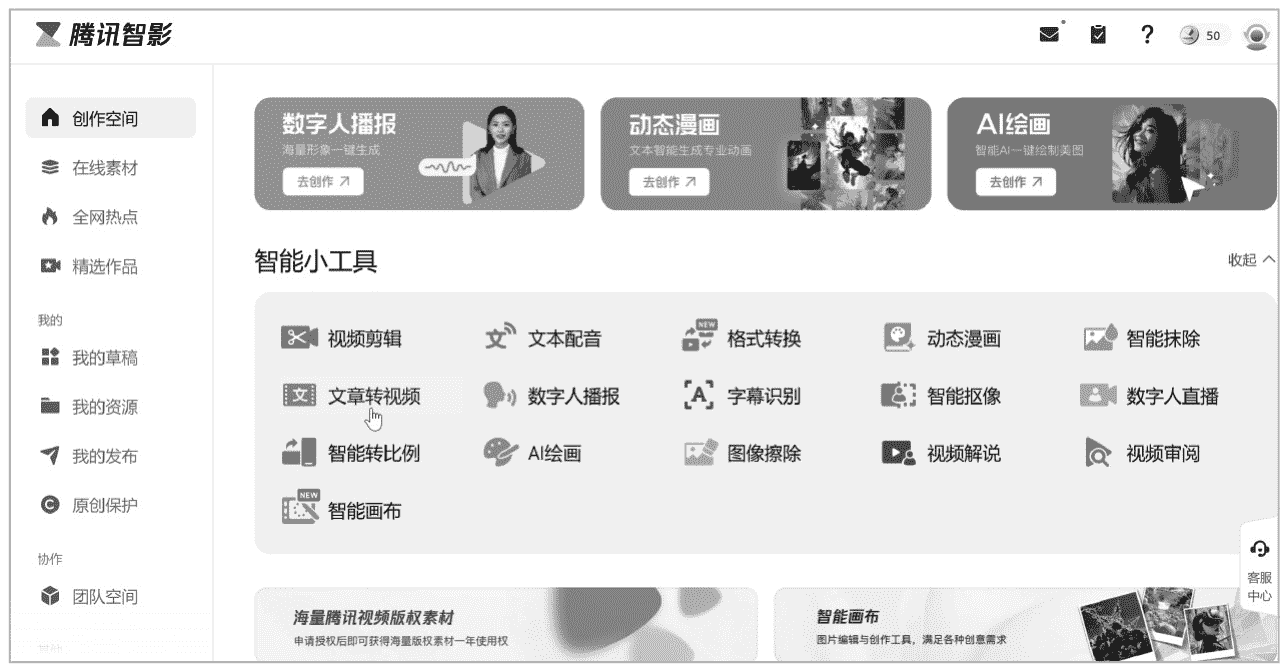 腾讯智影
50
创作空间
在线素材
全网热点
精选作品
我的
我的草稿
我的资源
我的发布
原创保护
协作
团队空间
数字人播报
海量形象一键生成
去创作
动态漫画
文本智能生成专业动画
去创作
AI绘画
智能AI一键绘制美图
去创作
智能小工具
收起
视频剪辑
文本配音
NEW
格式转换
动态漫画
智能抹除
文章转视频
数字人播报
字幕识别
智能抠像
数字人直播
智能转比例
AI绘画
图像擦除
视频解说
视频审阅
NEW
智能画布
客服
中心
海量腾讯视频版权素材
申请授权后即可获得海量版权素材一年使用权
智能画布
图片编辑与创作工具，满足各种创意需求